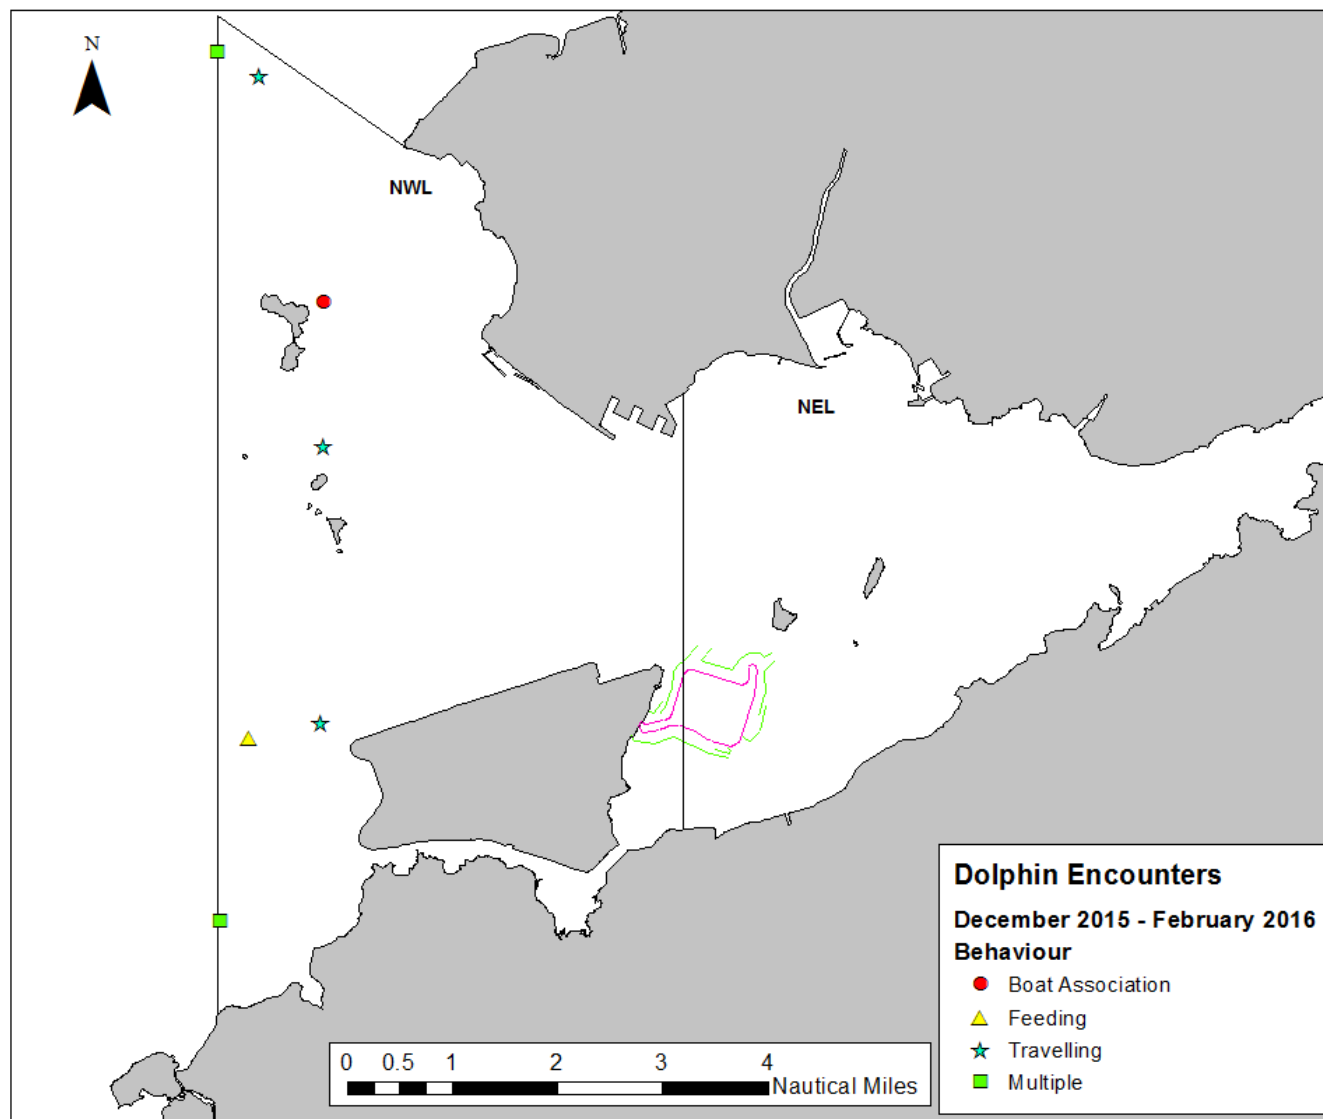 N
NWL
NEL
Dolphin Encounters
December 2015 - February 2016
Behaviour
Boat Association
Feeding
Travelling
Multiple
0 0.5 1 2 3 4
Nautical Miles